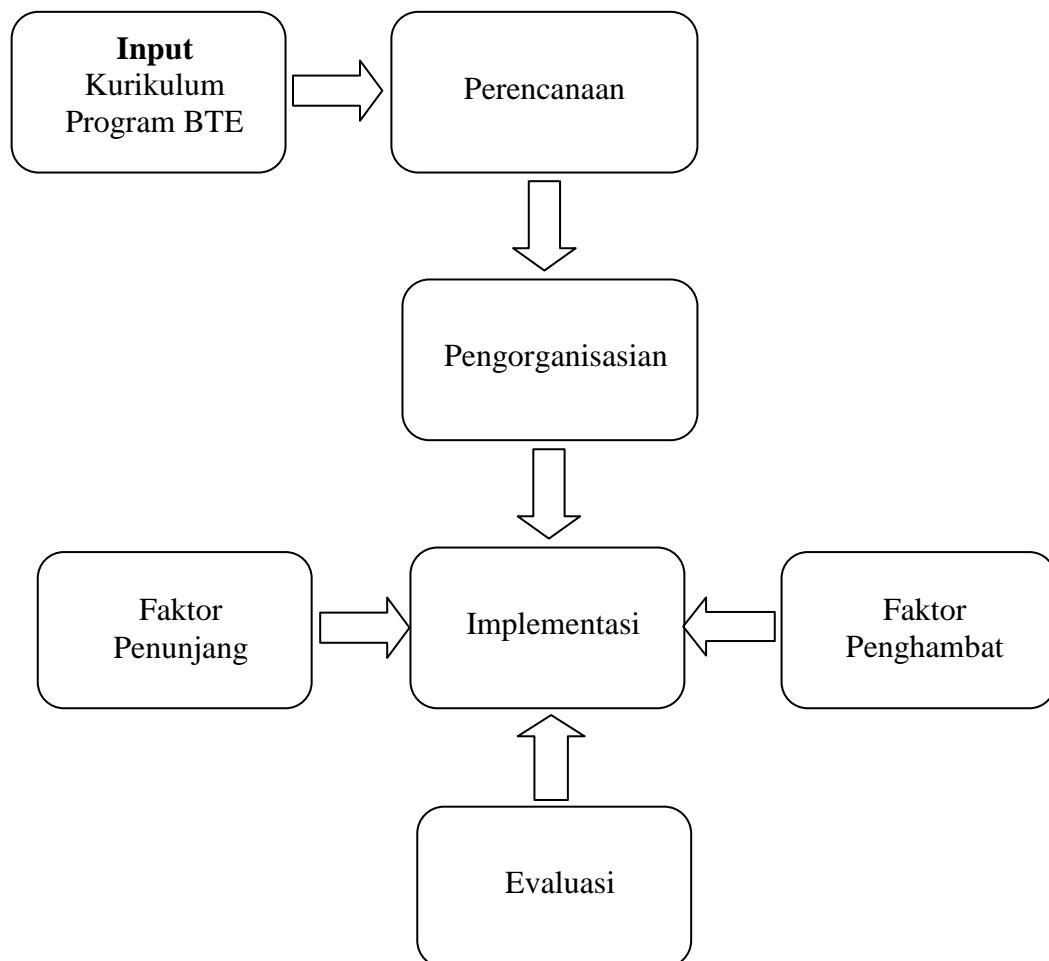 Input
Kurikulum
Program BTE
Perencanaan
Pengorganisasian
Faktor
Penunjang
Implementasi
Faktor
Penghambat
Evaluasi